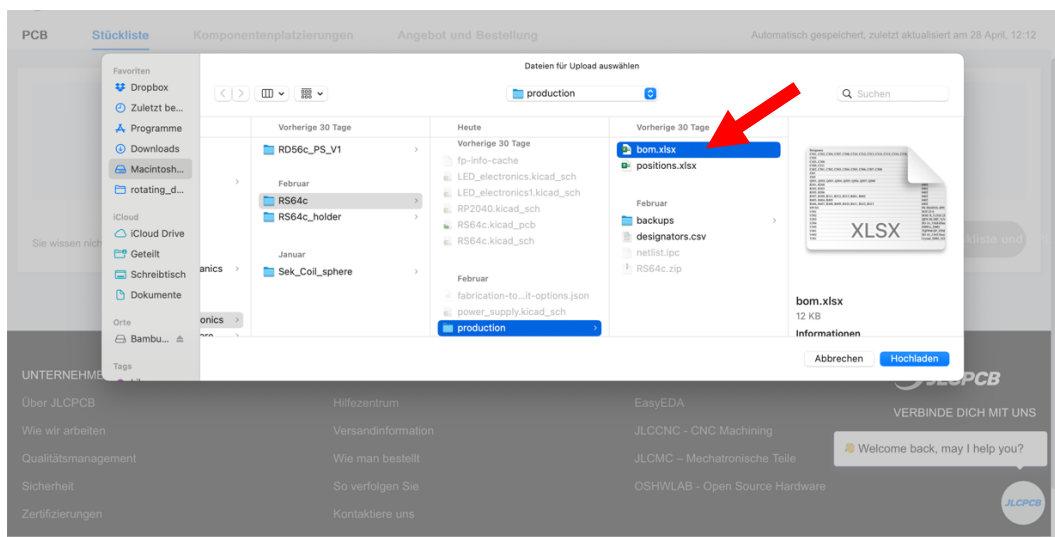 PCB
Stückliste
Komponentenplatzierungen
Angebot und Bestellung
Automatisch gespeichert, zuletzt aktualisiert am 28 April, 12:12
Dateien für Upload auswählen
Favoriten
Dropbox
Zuletzt be...
Programme
Downloads
Macintosh...
rotating_d...
iCloud
iCloud Drive
Geteilt
Schreibtisch
Dokumente
Orte
Bambu...
Tags
production
Suchen
anics
onics
Vorherige 30 Tage
RD56c_PS_V1
Februar
RS64c
RS64c_holder
Januar
Sek_Coil_sphere
Heute
Vorherige 30 Tage
fp-info-cache
LED_electronics.kicad_sch
LED_electronics1.kicad_sch
RP2040.kicad_sch
RS64c.kicad_pcb
RS64c.kicad_sch
Februar
fabrication-to...it-options.json
power_supply.kicad_sch
production
Vorherige 30 Tage
bom.xlsx
positions.xlsx
Februar
backups
designators.csv
netlist.ipc
RS64c.zip
XLSX
bom.xlsx
12 KB
Informationen
Abbrechen
Hochladen
Sie wissen nich
kliste und
UNTERNEHME
Über JLCPCB
Wie wir arbeiten
Qualitätsmanagement
Sicherheit
Zertifizierungen
Hilfezentrum
Versandinformation
Wie man bestellt
So verfolgen Sie
Kontaktiere uns
EasyEDA
JLCCNC - CNC Machining
JLCMC – Mechatronische Teile
OSHWLAB - Open Source Hardware
JLCPCB
VERBINDE DICH MIT UNS
👋 Welcome back, may I help you?
JLCPCB